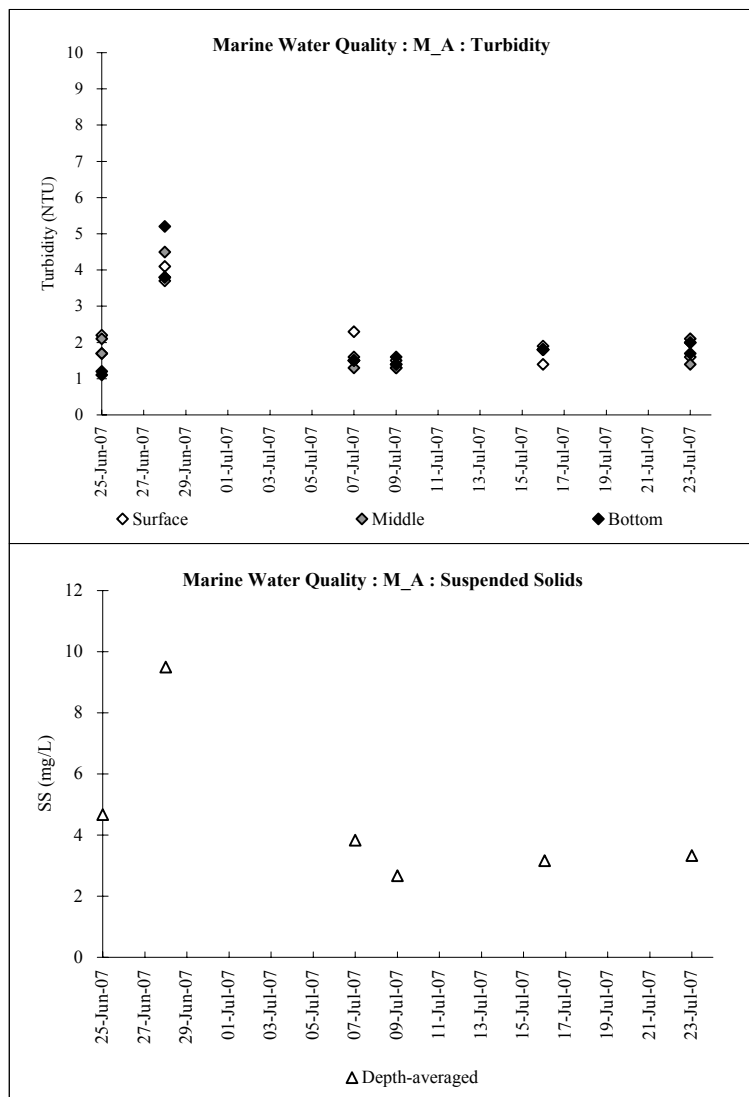 Marine Water Quality : M_A : Turbidity
10
9
8
7
6
5
4
3
2
1
0
Turbidity (NTU)
25-Jun-07
27-Jun-07
29-Jun-07
01-Jul-07
03-Jul-07
05-Jul-07
07-Jul-07
09-Jul-07
11-Jul-07
13-Jul-07
15-Jul-07
17-Jul-07
19-Jul-07
21-Jul-07
23-Jul-07
Surface Middle Bottom
Marine Water Quality : M_A : Suspended Solids
12
10
8
6
4
2
0
SS (mg/L)
25-Jun-07
27-Jun-07
29-Jun-07
01-Jul-07
03-Jul-07
05-Jul-07
07-Jul-07
09-Jul-07
11-Jul-07
13-Jul-07
15-Jul-07
17-Jul-07
19-Jul-07
21-Jul-07
23-Jul-07
Depth-averaged